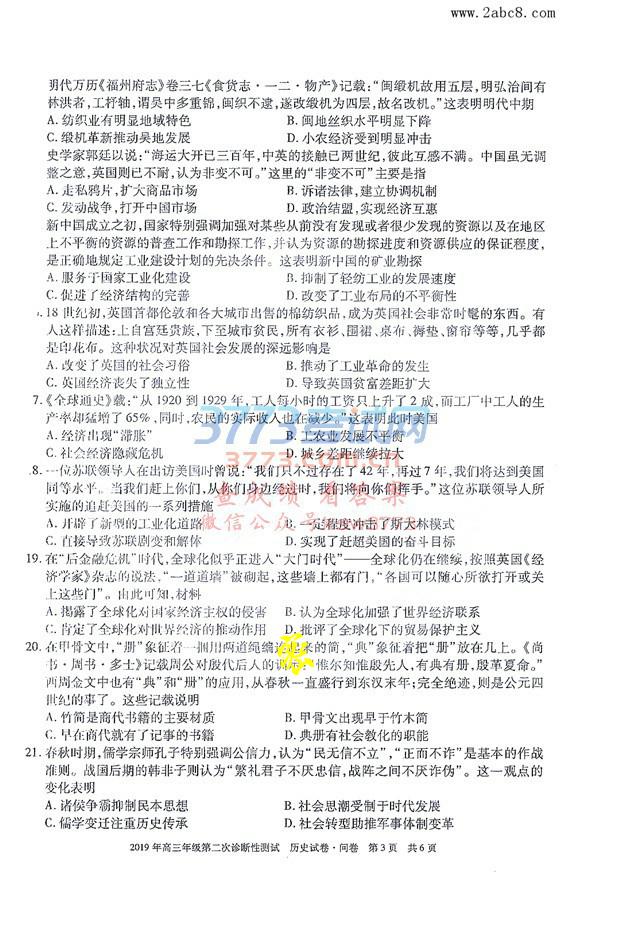 www.2abc8.com
明代万历《福州府志》卷三七《食货志·一二·物产》记载:“闽缎机故用五层,明弘治间有
林洪者,工杼轴,谓吴中多重锦,闽织不逮,遂改缎机为四层,故名改机。”这表明明代中期
A. 纺织业有明显地域特色 B. 闽地丝织水平明显下降
C. 缎机革新推动吴地发展 D. 小农经济受到明显冲击
史学家郭廷以说:“海运大开已三百年,中英的接触已两世纪,彼此互感不满。中国虽无调
整之意,英国则已不耐,认为非变不可。”这里的“非变不可”主要是指
A. 走私鸦片,扩大商品市场 B. 诉诸法律,建立协调机制
C. 发动战争,打开中国市场 D. 政治结盟,实现经济互惠
新中国成立之初,国家特别强调加强对某些从前没有发现或者很少发现的资源以及在地区
上不平衡的资源的普查工作和勘探工作,并认为资源的勘探进度和资源供应的保证程度,
是正确地规定工业建设计划的先决条件。这表明新中国的矿业勘探
A. 服务于国家工业化建设 B. 抑制了轻纺工业的发展速度
C. 促进了经济结构的完善 D. 改变了工业布局的不平衡性
18 世纪初,英国首都伦敦和各大城市出售的棉纺织品,成为英国社会非常时髦的东西。有
人这样描述:上自宫廷贵族,下至城市贫民,所有衣衫、围裙、桌布、褥垫、窗帘等等,几乎都
是印花布。这种状况对英国社会发展的深远影响是
A. 改变了英国的社会习俗 B. 推动了工业革命的发生
C. 英国经济丧失了独立性 D. 导致英国贫富差距扩大
7. 《全球通史》载:“从 1920 到 1929 年,工人每小时的工资只上升了 2 成,而工厂中工人的生
产率却猛增了 65%,同时,农民的实际收入也在减少。”这表明此时美国
A. 经济出现“滞胀” B. 工农业发展不平衡
C. 社会经济隐藏危机 D. 城乡差距继续拉大
3773考试网
3773.com.cn
查成绩 看答案
微信公众号
8. 一位苏联领导人在出访美国时曾说:“我们只不过存在了 42 年,再过 7 年,我们将达到美国
同等水平。当我们赶上你们,从你们身边经过时,我们将向你们挥手。”这位苏联领导人所
实施的追赶美国的一系列措施
A. 开辟了新型的工业化道路 B. 一定程度冲击了斯大林模式
C. 直接导致苏联剧变和解体 D. 实现了赶超美国的奋斗目标
19. 在“后金融危机”时代,全球化似乎正进入“大门时代”——全球化仍在继续,按照英国《经
济学家》杂志的说法,“一道道墙”被砌起,这些墙上都有门。“各国可以随心所欲打开或关
上这些门”。由此可知,材料
A. 揭露了全球化对国家经济主权的侵害 B. 认为全球化加强了世界经济联系
C. 肯定了全球化对世界经济的推动作用 D. 批评了全球化下的贸易保护主义
20. 在甲骨文中,“册”象征着一捆用两道绳编连起来的简,“典”象征着把“册”放在几上。《尚
书·周书·多士》记载周公对殷代后人的训示:“惟尔知惟殷先人,有典有册,殷革夏命。”
西周金文中也有“典”和“册”的应用,从春秋一直盛行到东汉末年;完全绝迹,则是公元四
世纪的事了。这些记载说明
A. 竹简是商代书籍的主要材质 B. 甲骨文出现早于竹木简
C. 早在商代就有了书籍 D. 典册有社会教化的职能
21. 春秋时期,儒学宗师孔子特别强调公信力,认为“民无信不立”,“正而不诈”是基本的作战
准则。战国后期的韩非子则认为“繁礼君子不厌忠信,战阵之间不厌诈伪”。这一观点的
变化表明
A. 诸侯争霸抑制民本思想 B. 社会思潮受制于时代发展
C. 儒学变迁注重历史传承 D. 社会转型助推军事体制变革
2019 年高三年级第二次诊断性测试 历史试卷·问卷 第 3 页 共 6 页